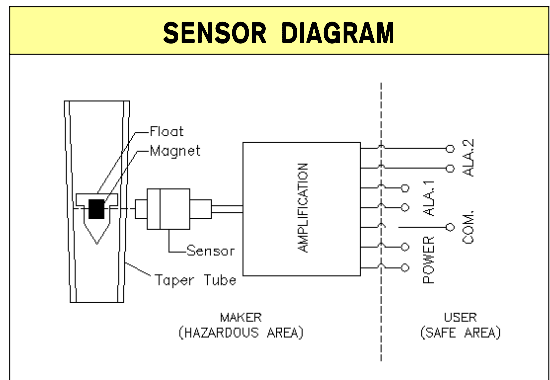 SENSOR DIAGRAM
Float
Magnet
Sensor
Taper Tube
AMPLIFICATION
ALA.2
ALA.1
COM.
POWER
MAKER
(HAZARDOUS AREA)
USER
(SAFE AREA)